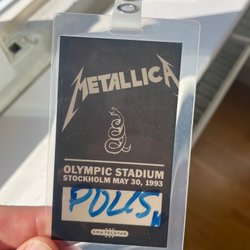 METALLICA
OLYMPIC STADIUM
STOCKHOLM MAY 30, 1993
POLIS